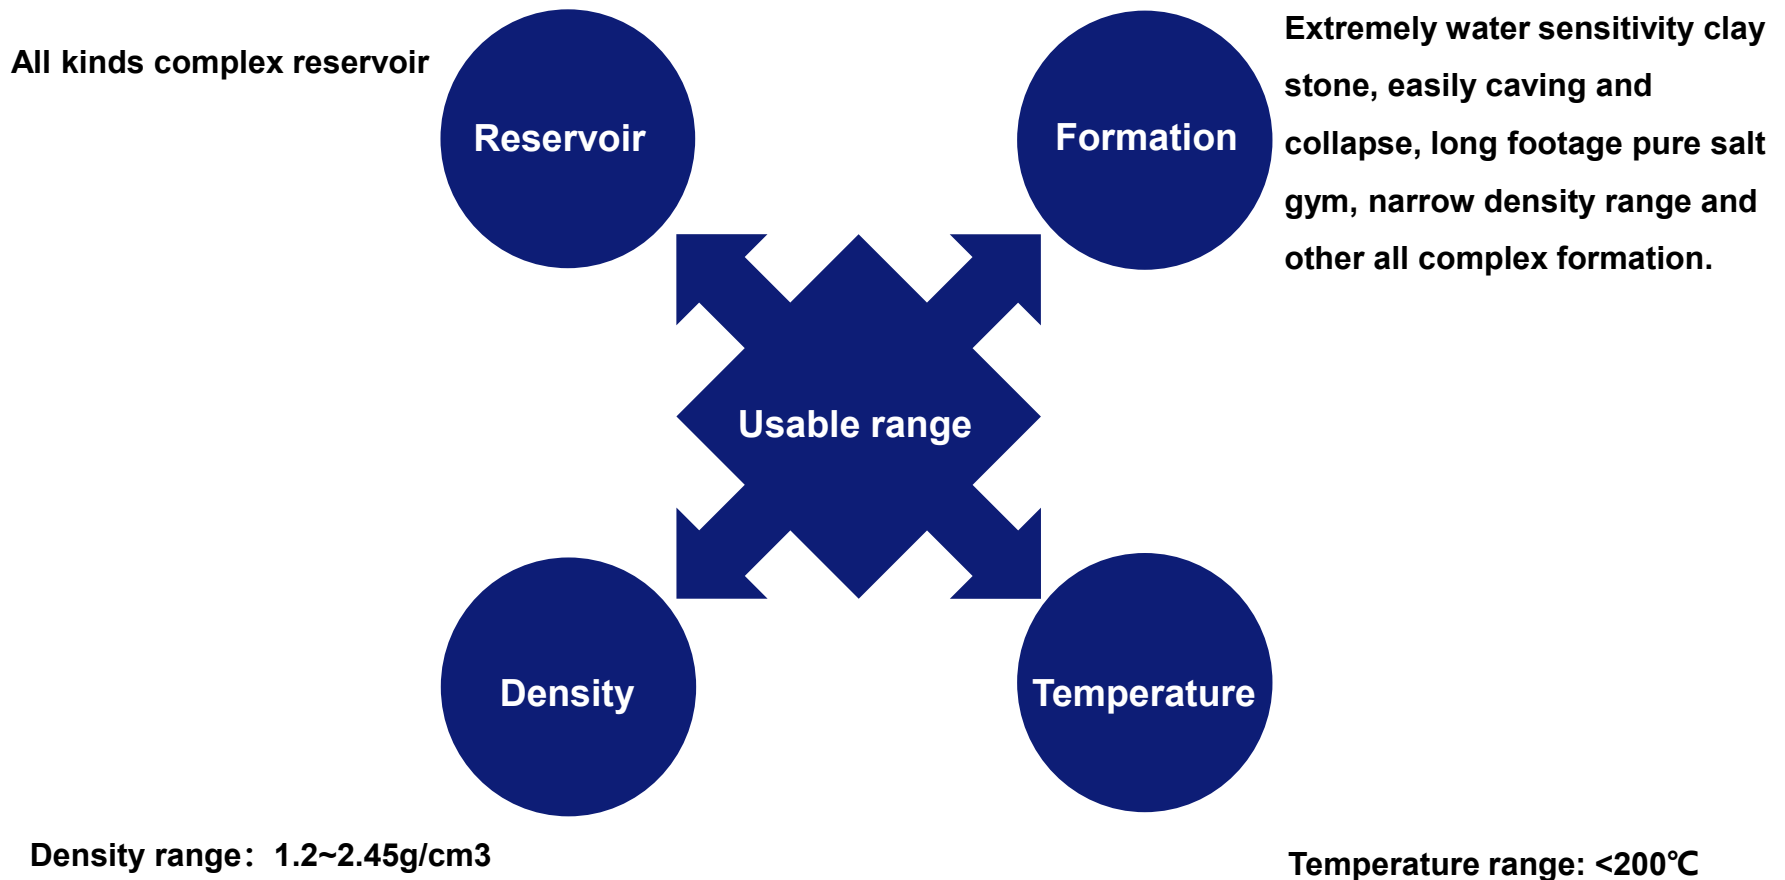 All kinds complex reservoir
Reservoir
Formation
Extremely water sensitivity clay
stone, easily caving and
collapse, long footage pure salt
gym, narrow density range and
other all complex formation.
Usable range
Density
Temperature
Density range：1.2~2.45g/cm3
Temperature range: <200℃